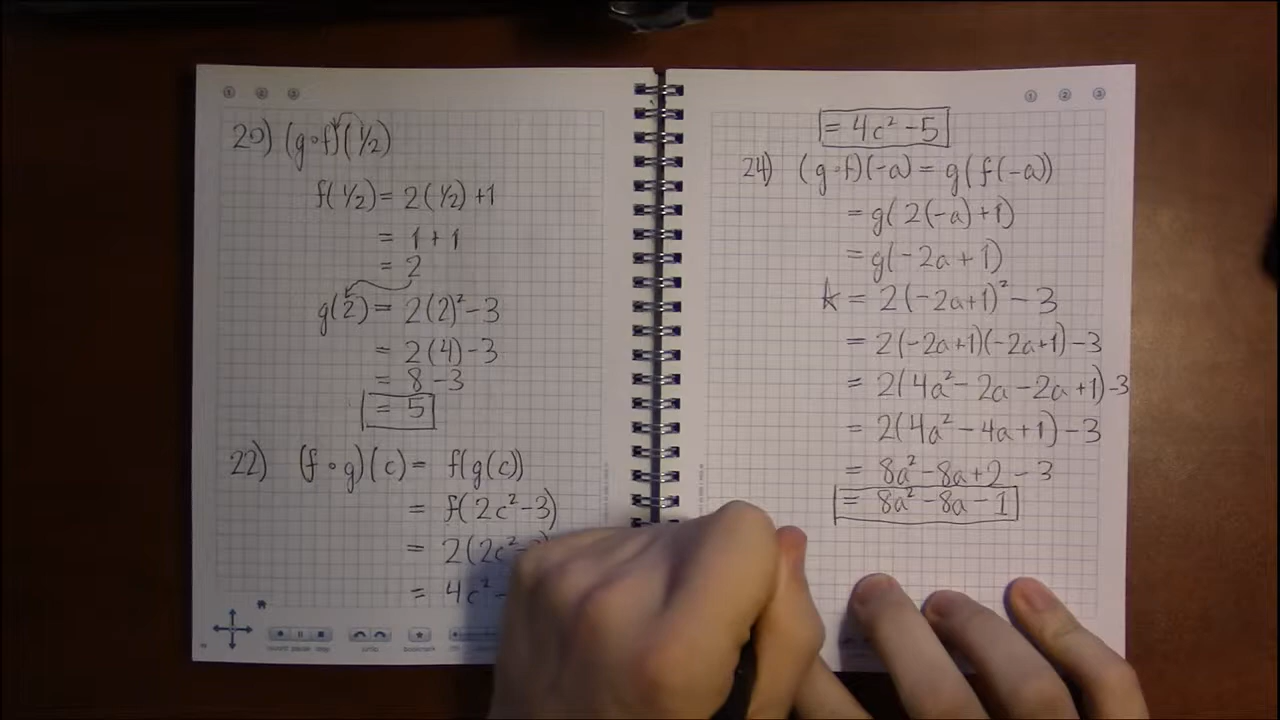 20) (g∘f)(1/2)
f(1/2) = 2(1/2)+1
= 1 + 1
= 2
g(2) = 2(2)² - 3
= 2(4) - 3
= 8 - 3
= 5
22) (f∘g)(c) = f(g(c))
= f(2c² - 3)
= 2(2c² -
= 4c² -
= 4c² - 5
24) (g∘f)(-a) = g(f(-a))
= g(2(-a)+1)
= g(-2a + 1)
= 2(-2a+1)² - 3
= 2(-2a+1)(-2a+1) - 3
= 2(4a² - 2a - 2a + 1) - 3
= 2(4a² - 4a + 1) - 3
= 8a² - 8a + 2 - 3
= 8a² - 8a - 1